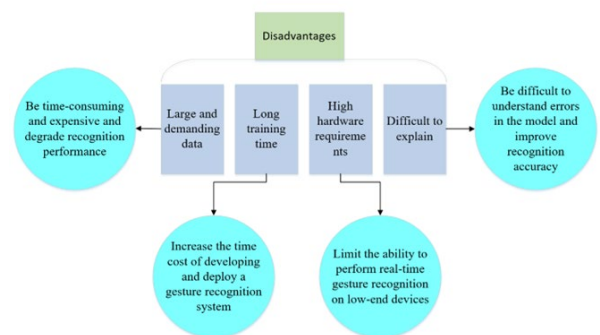 Disadvantages
Be time-consuming
and expensive and
degrade recognition
performance
Large and
demanding
data
Long
training
time
High
hardware
requireme
nts
Difficult to
explain
Be difficult to
understand errors
in the model and
improve
recognition
accuracy
Increase the time
cost of developing
and deploy a
gesture recognition
system
Limit the ability to
perform real-time
gesture recognition
on low-end devices